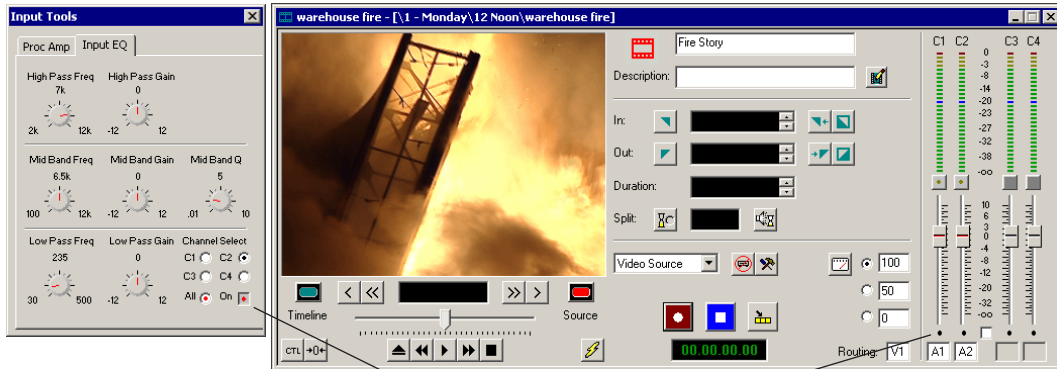 Input Tools
Proc Amp Input EQ
High Pass Freq High Pass Gain
7k 0
2k 12k -12 12
Mid Band Freq Mid Band Gain Mid Band Q
6.5k 0 5
100 12k -12 12 .01 10
Low Pass Freq Low Pass Gain Channel Select
235 0 C1 C2
C3 C4
30 500 -12 12 All On
warehouse fire - [\1 - Monday\12 Noon\warehouse fire]
Fire Story
Description:
In:
Out:
Duration:
Split:
Video Source
100
50
0
00.00.00.00
Routing: V1 A1 A2
Timeline
Source
CTL →0←
C1 C2 C3 C4
0
-3
-8
-14
-20
-23
-27
-32
-38
-oo
10
6
3
0
-4
-8
-12
-20
-32
-oo